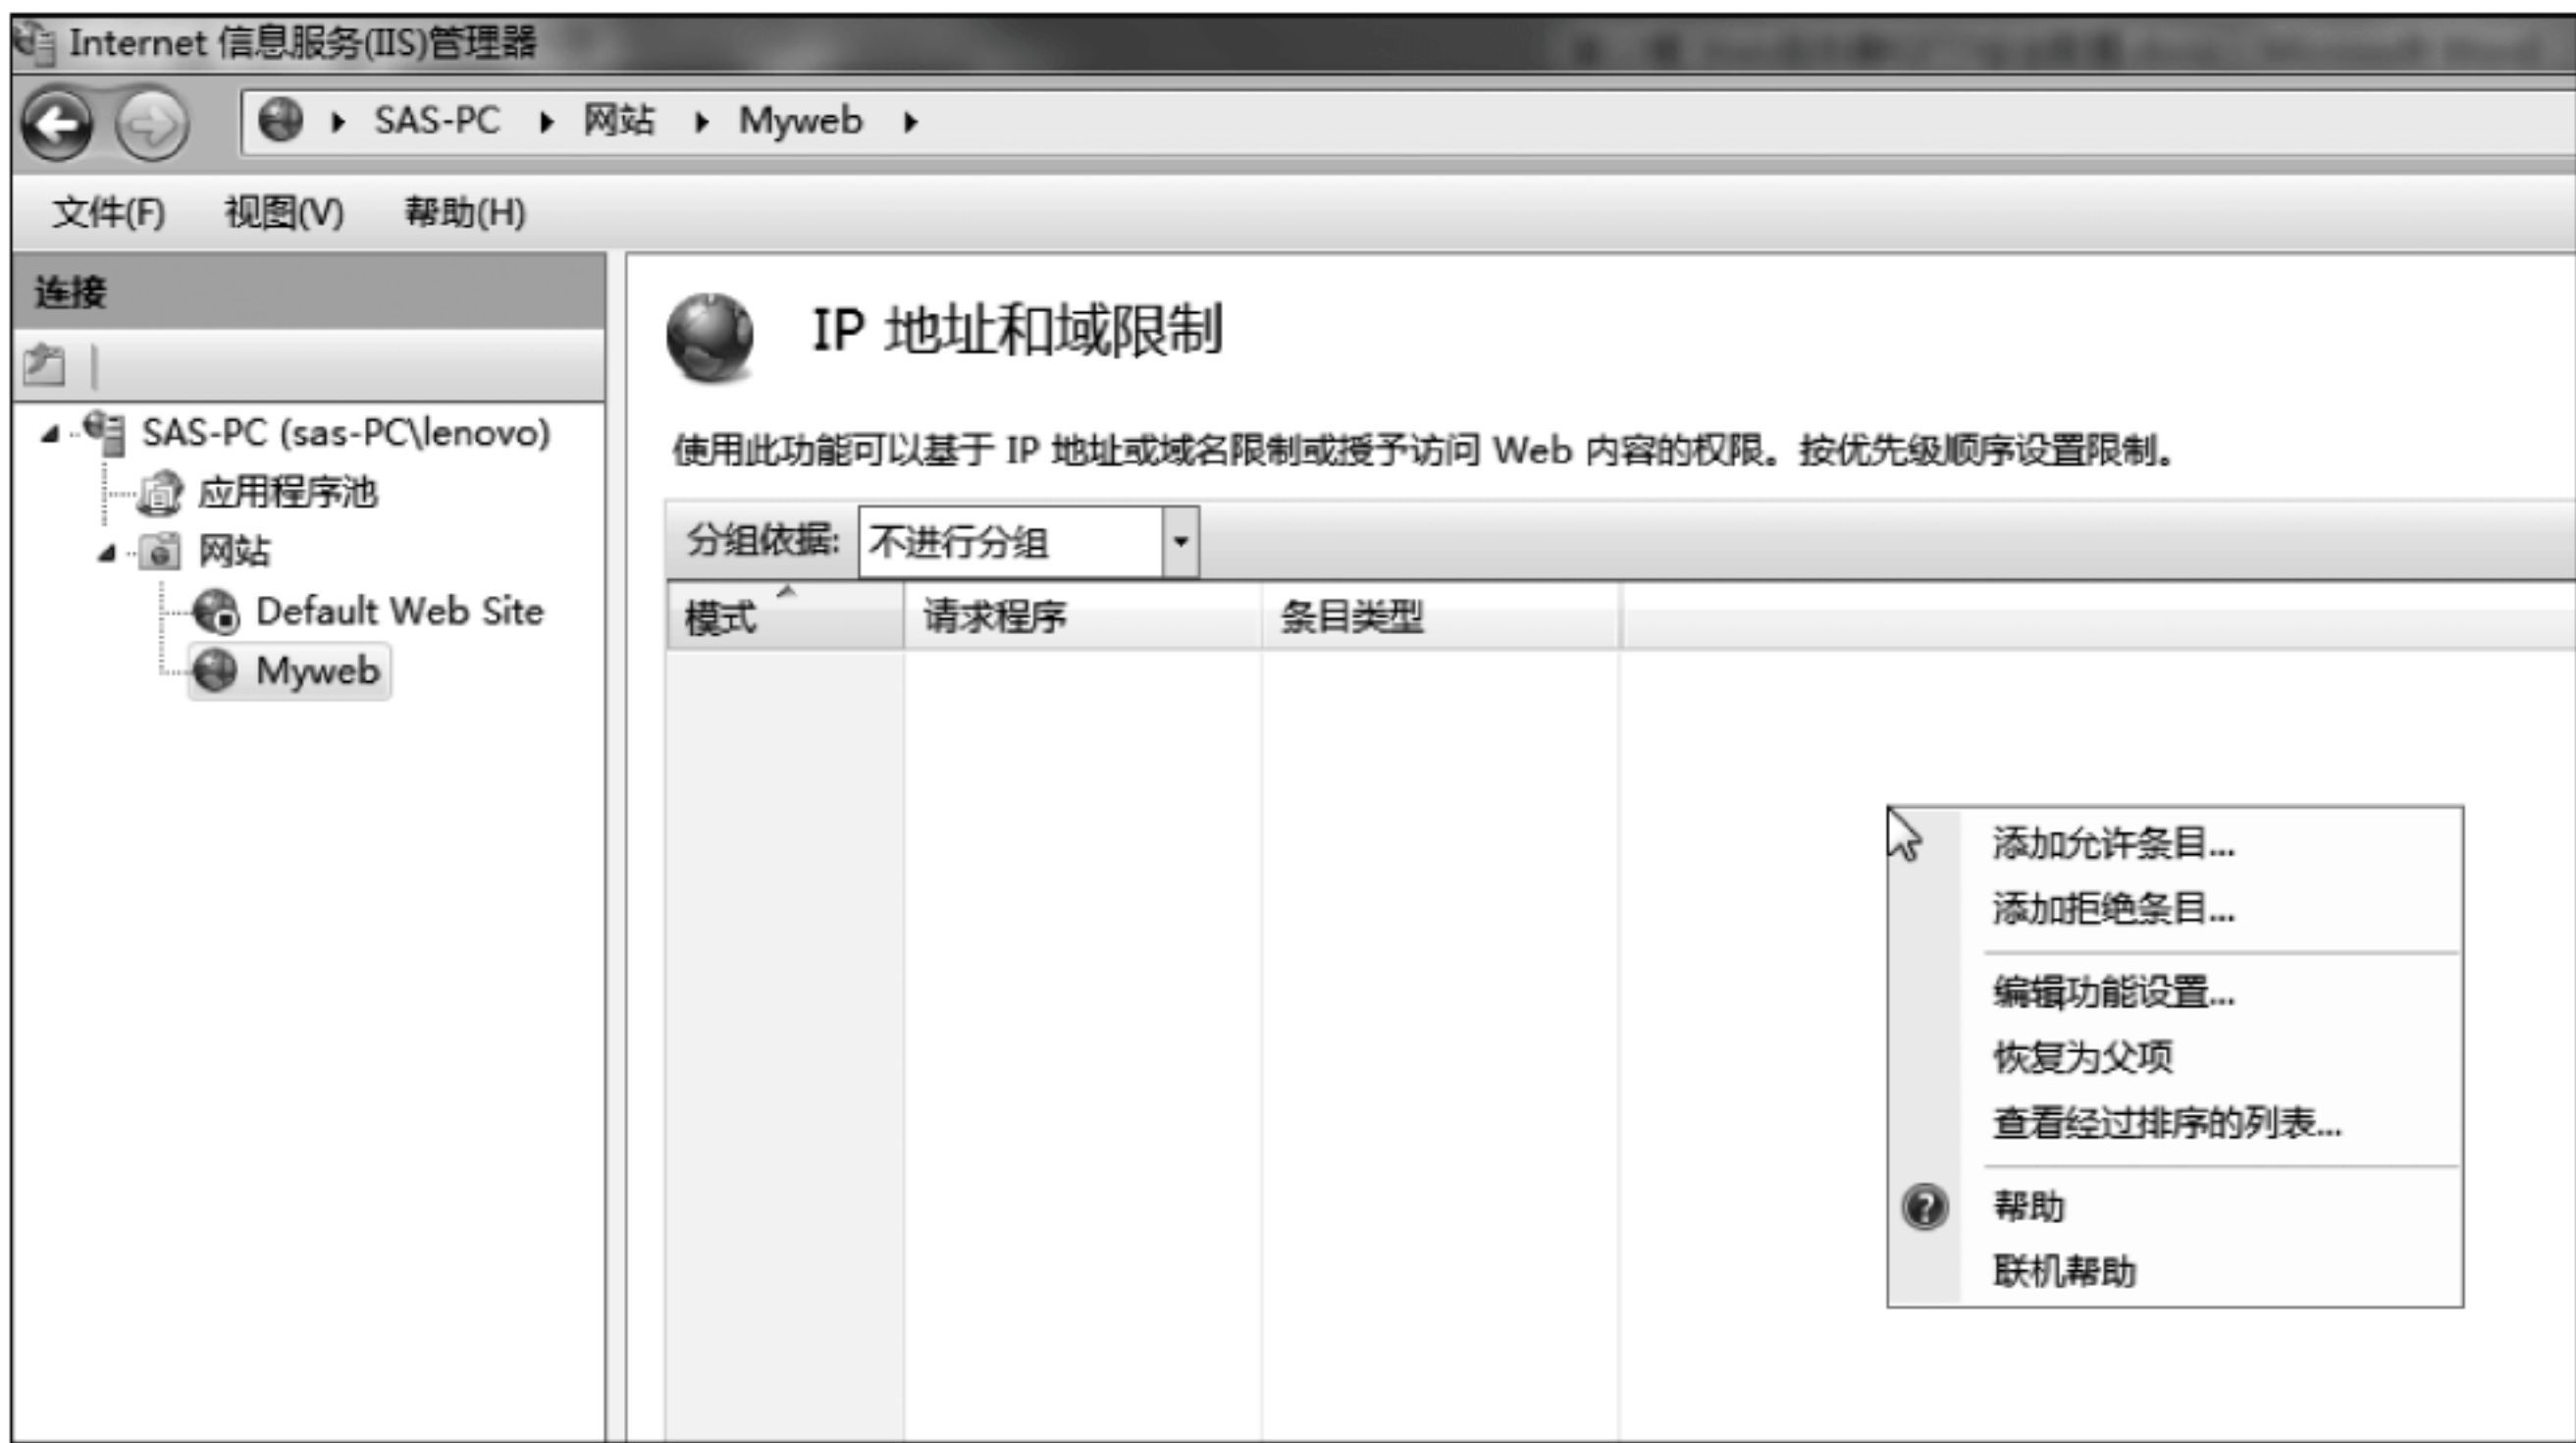 Internet 信息服务(IIS)管理器
SAS-PC 网站 Myweb
文件(F) 视图(V) 帮助(H)
连接
SAS-PC (sas-PC\lenovo)
应用程序池
网站
Default Web Site
Myweb
IP 地址和域限制
使用此功能可以基于 IP 地址或域名限制或授予访问 Web 内容的权限。按优先级顺序设置限制。
分组依据: 不进行分组
模式 请求程序 条目类型
添加允许条目...
添加拒绝条目...
编辑功能设置...
恢复为父项
查看经过排序的列表...
帮助
联机帮助